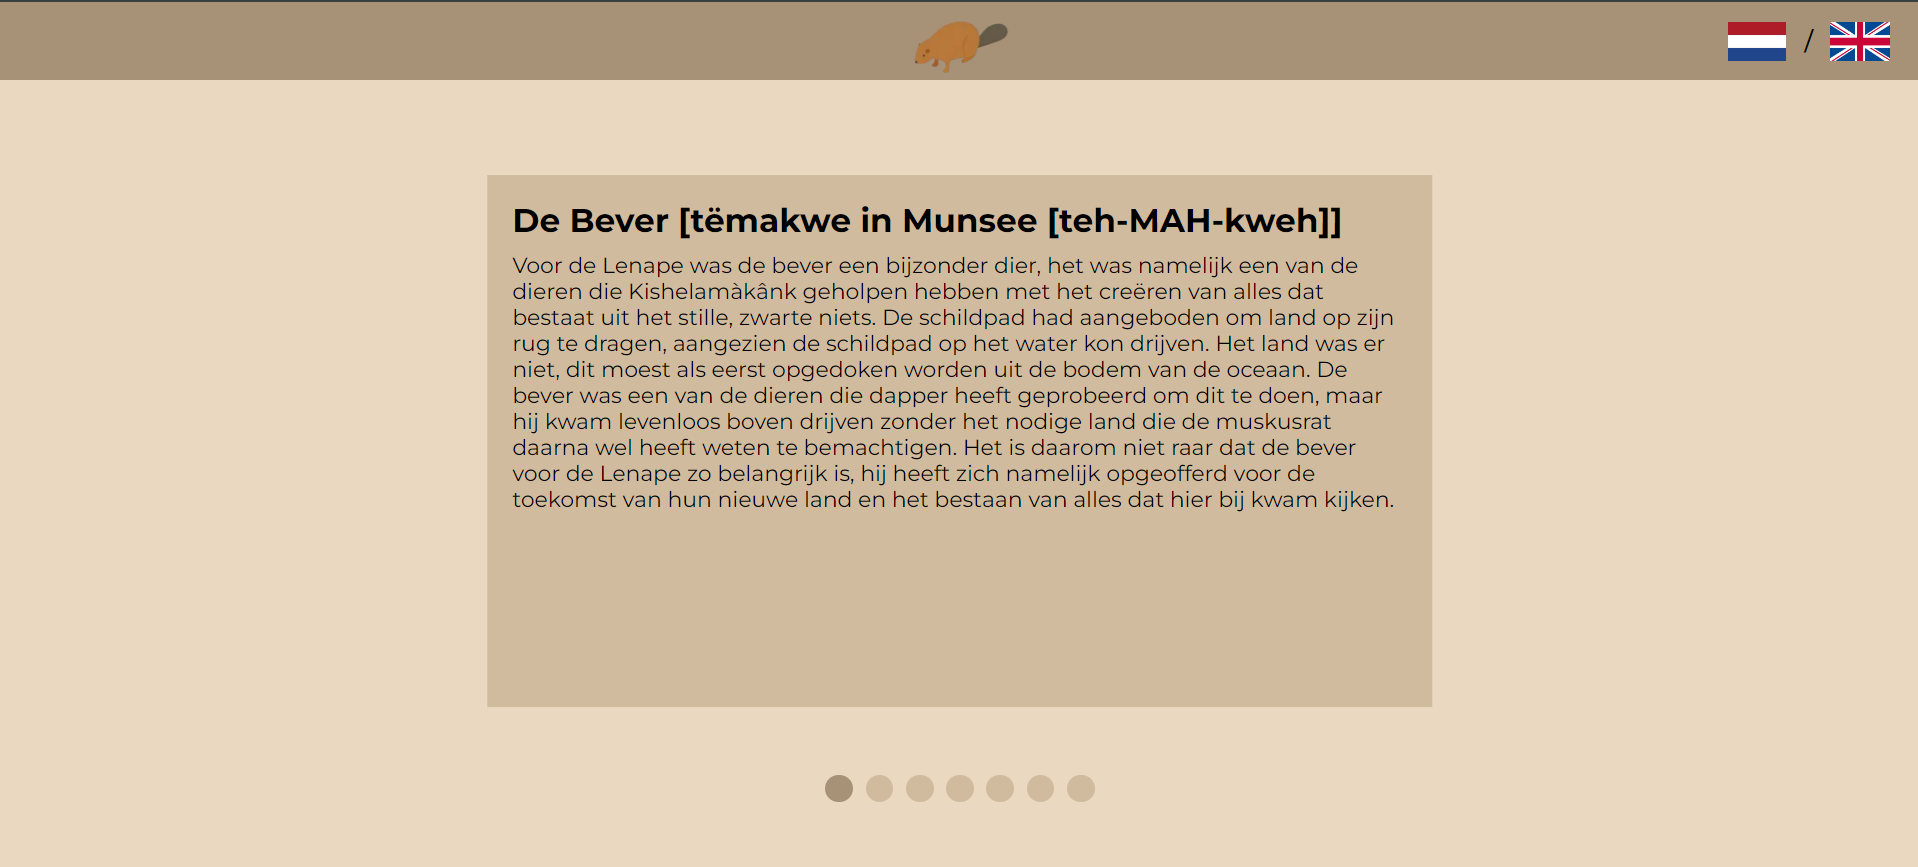 /
De Bever [tëmakwe in Munsee [teh-MAH-kweh]]
Voor de Lenape was de bever een bijzonder dier, het was namelijk een van de
dieren die Kishelamàkânk geholpen hebben met het creëren van alles dat
bestaat uit het stille, zwarte niets. De schildpad had aangeboden om land op zijn
rug te dragen, aangezien de schildpad op het water kon drijven. Het land was er
niet, dit moest als eerst opgedoken worden uit de bodem van de oceaan. De
bever was een van de dieren die dapper heeft geprobeerd om dit te doen, maar
hij kwam levenloos boven drijven zonder het nodige land die de muskusrat
daarna wel heeft weten te bemachtigen. Het is daarom niet raar dat de bever
voor de Lenape zo belangrijk is, hij heeft zich namelijk opgeofferd voor de
toekomst van hun nieuwe land en het bestaan van alles dat hier bij kwam kijken.